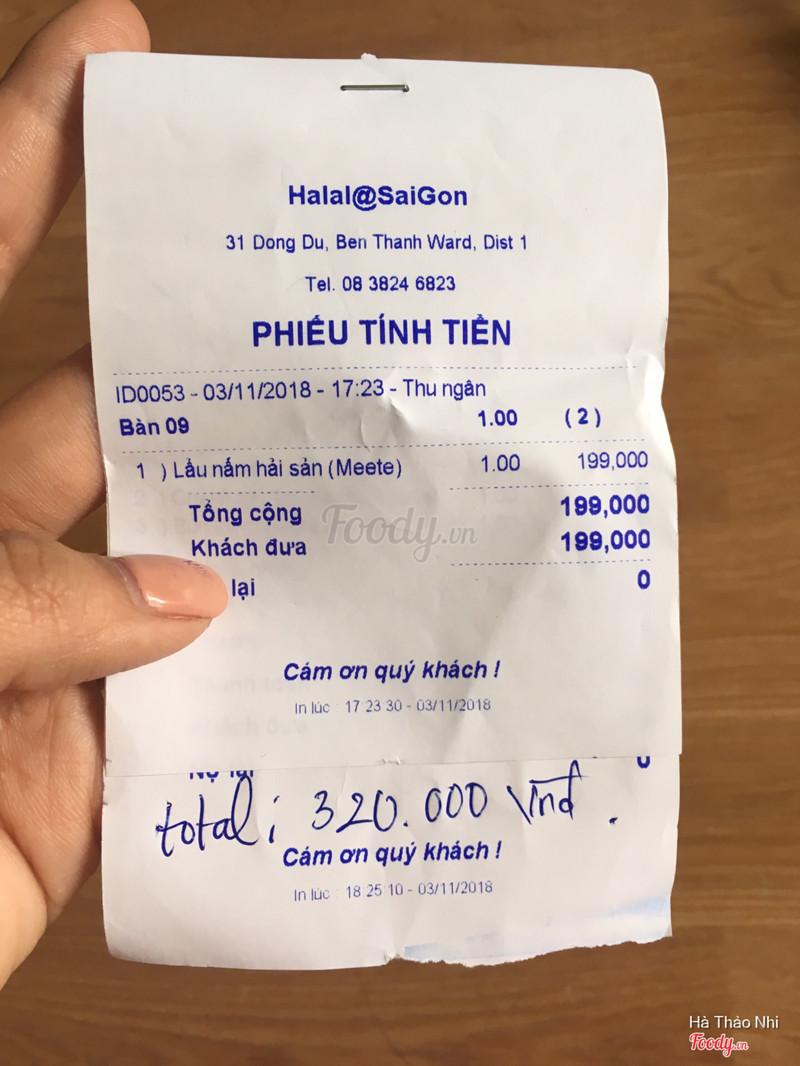 Halal@SaiGon
31 Dong Du, Ben Thanh Ward, Dist 1
Tel. 08 3824 6823
PHIẾU TÍNH TIỀN
ID0053 - 03/11/2018 - 17:23 - Thu ngân
Bàn 09 1.00 ( 2 )
1 ) Lẩu nấm hải sản (Meete) 1.00 199,000
Tổng cộng 199,000
Khách đưa 199,000
lại 0
Foody.vn
Cám ơn quý khách !
In lúc : 17:23:30 - 03/11/2018
Nợ lại 0
total: 320.000 Vnđ.
Cám ơn quý khách !
In lúc : 18:25:10 - 03/11/2018
Hà Thảo Nhi
Foody.vn